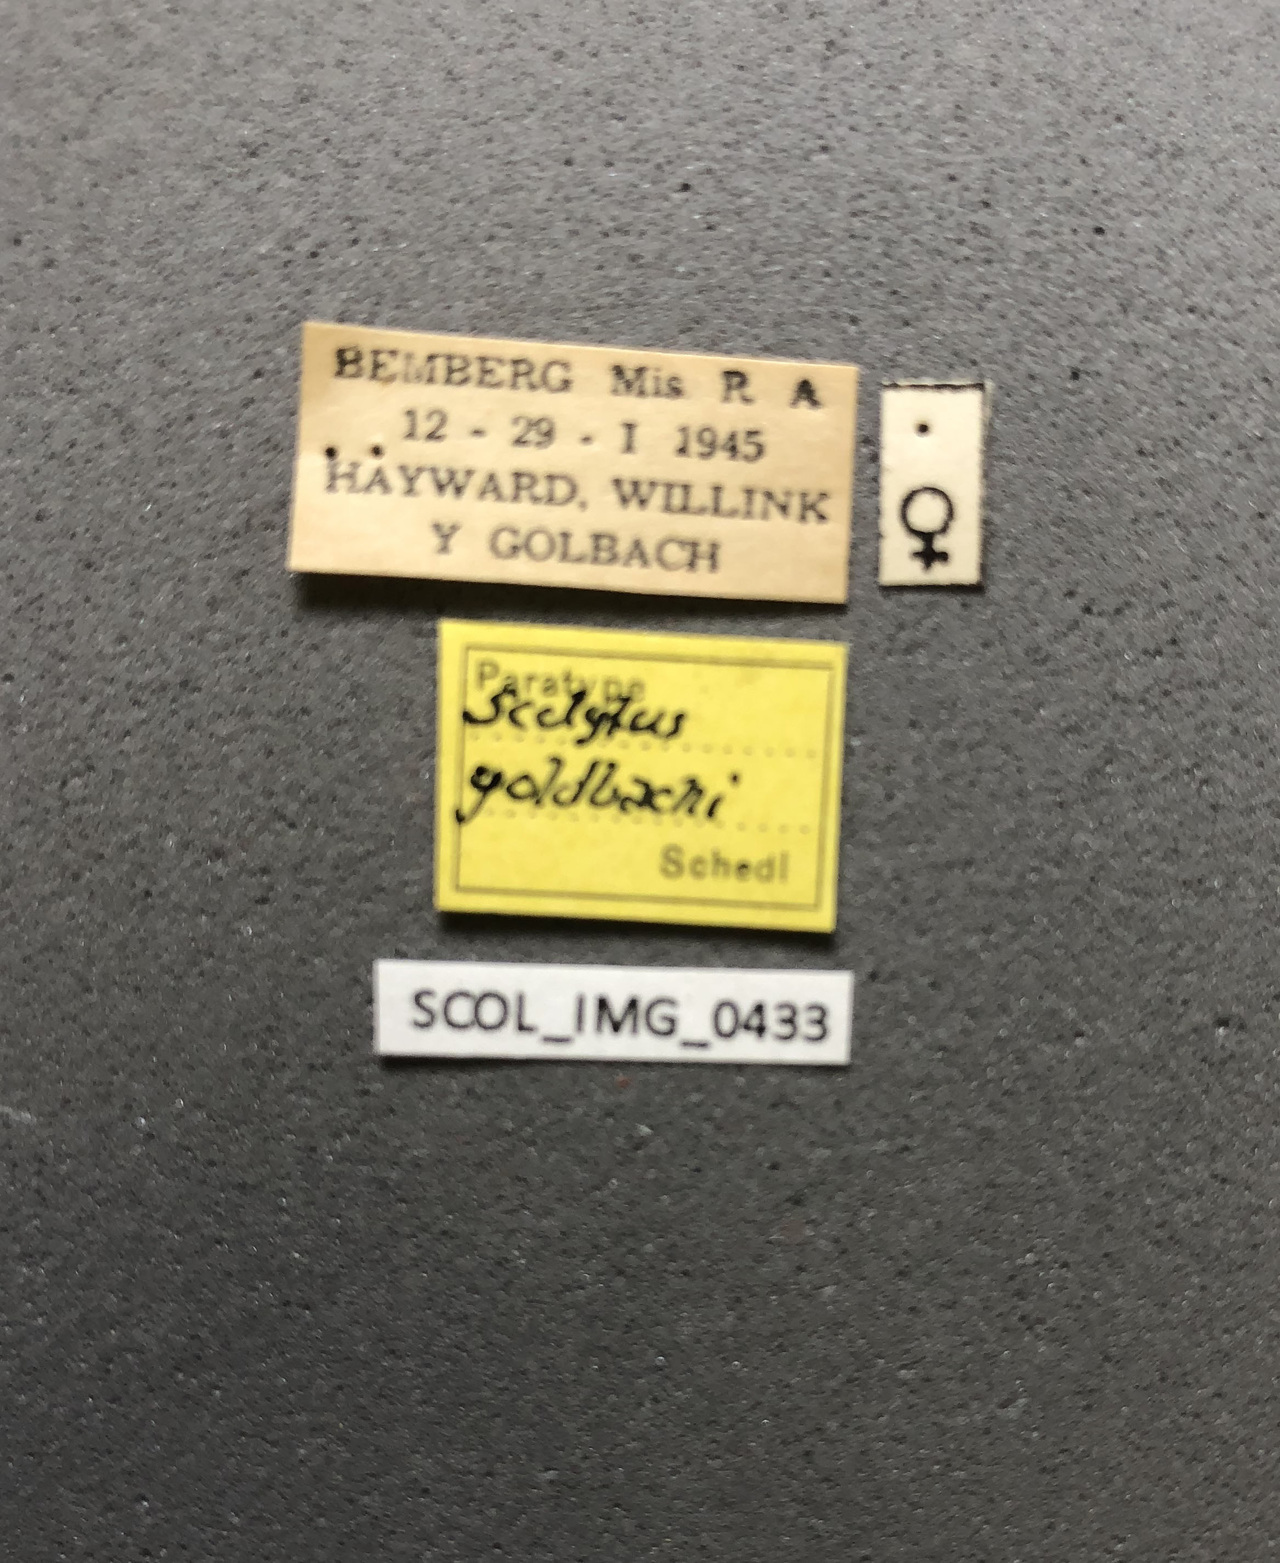 BEMBERG Mis. R. A.
12 - 29 - I 1945
HAYWARD, WILLINK
Y GOLBACH
♀
Paratype
Scolytus
goldbachi
Schedl
SCOL_IMG_0433